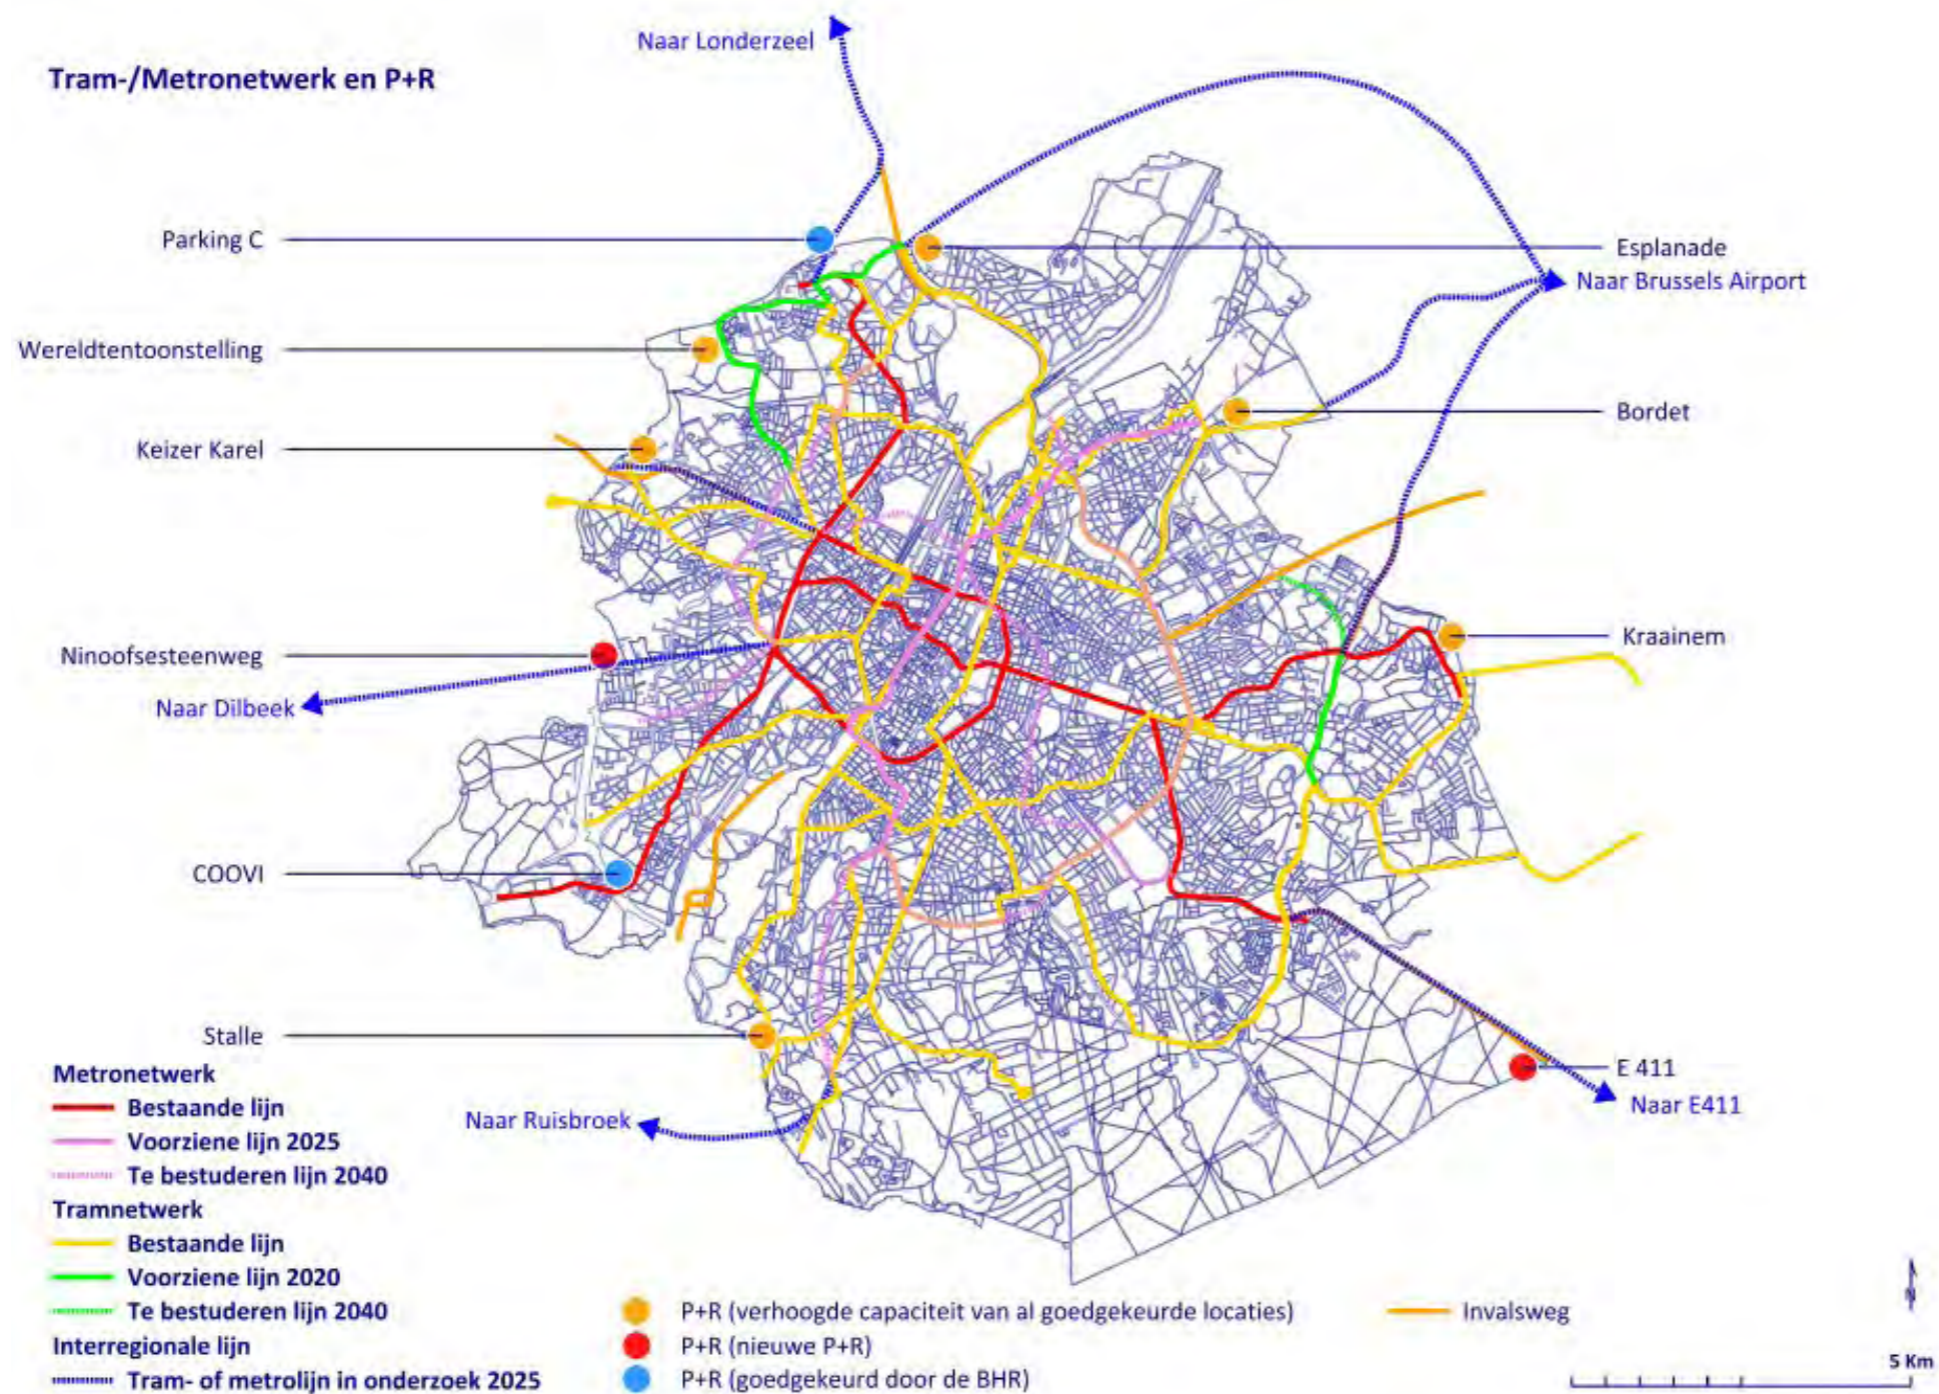 Naar Londerzeel
Tram-/Metronetwerk en P+R
Parking C
Esplanade
Naar Brussels Airport
Wereldtentoonstelling
Bordet
Keizer Karel
Kraainem
Ninoofsesteenweg
Naar Dilbeek
COOVI
Stalle
E 411
Naar E411
Naar Ruisbroek
Metronetwerk
Bestaande lijn
Voorziene lijn 2025
Te bestuderen lijn 2040
Tramnetwerk
Bestaande lijn
Voorziene lijn 2020
Te bestuderen lijn 2040
Interregionale lijn
Tram- of metrolijn in onderzoek 2025
P+R (verhoogde capaciteit van al goedgekeurde locaties)
P+R (nieuwe P+R)
P+R (goedgekeurd door de BHR)
Invalsweg
N
5 Km